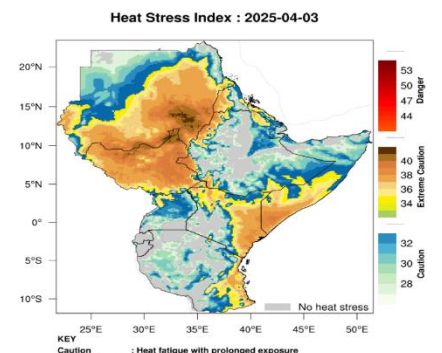 Heat Stress Index : 2025-04-03
20°N
15°N
10°N
5°N
0°
5°S
10°S
25°E
30°E
35°E
40°E
45°E
50°E
No heat stress
53
50
47
44
Danger
40
38
36
34
Extreme Caution
32
30
28
Caution
KEY
Caution : Heat fatigue with prolonged exposure